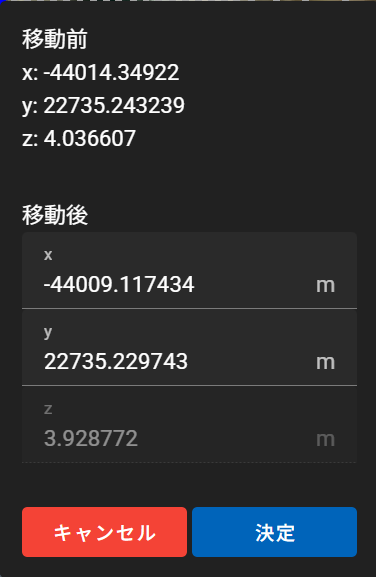 移動前
x: -44014.34922
y: 22735.243239
z: 4.036607
移動後
x
-44009.117434 m
y
22735.229743 m
z
3.928772 m
キャンセル 決定